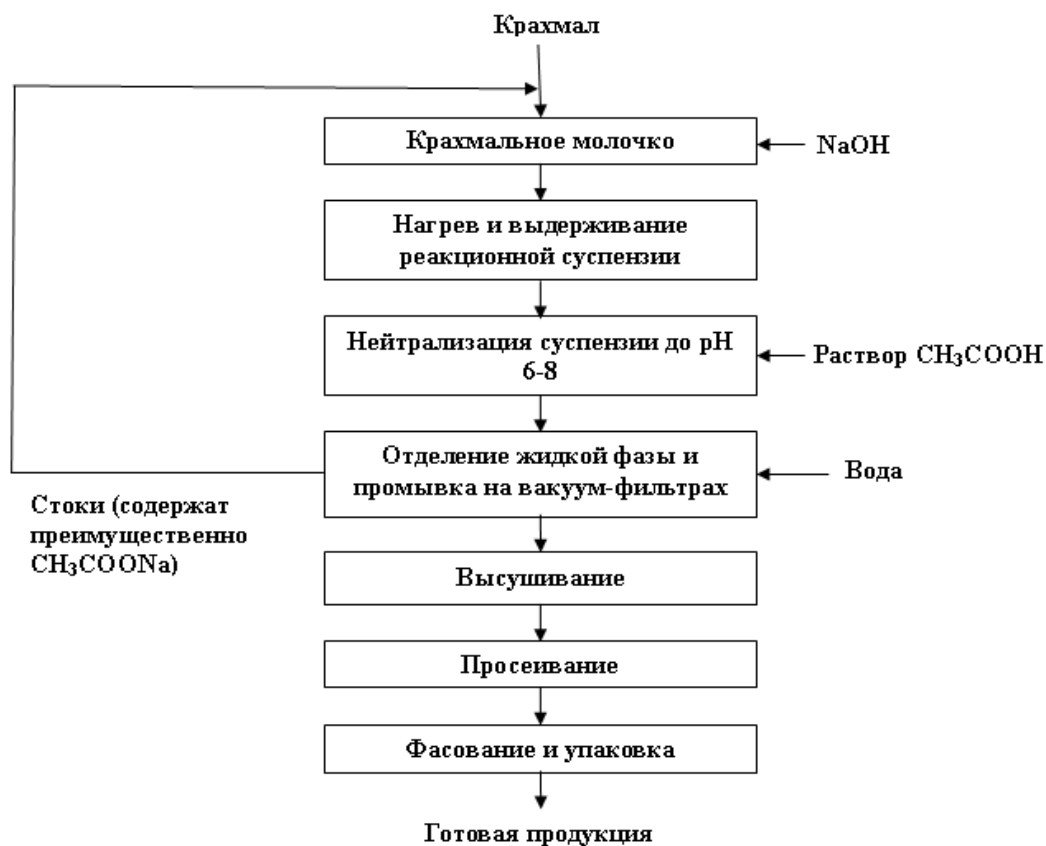 Крахмал
Крахмальное молочко
NaOH
Нагрев и выдерживание
реакционной суспензии
Нейтрализация суспензии до pH
6-8
Раствор CH₃COOH
Отделение жидкой фазы и
промывка на вакуум-фильтрах
Вода
Стоки (содержат
преимущественно
CH₃COONa)
Высушивание
Просеивание
Фасование и упаковка
Готовая продукция